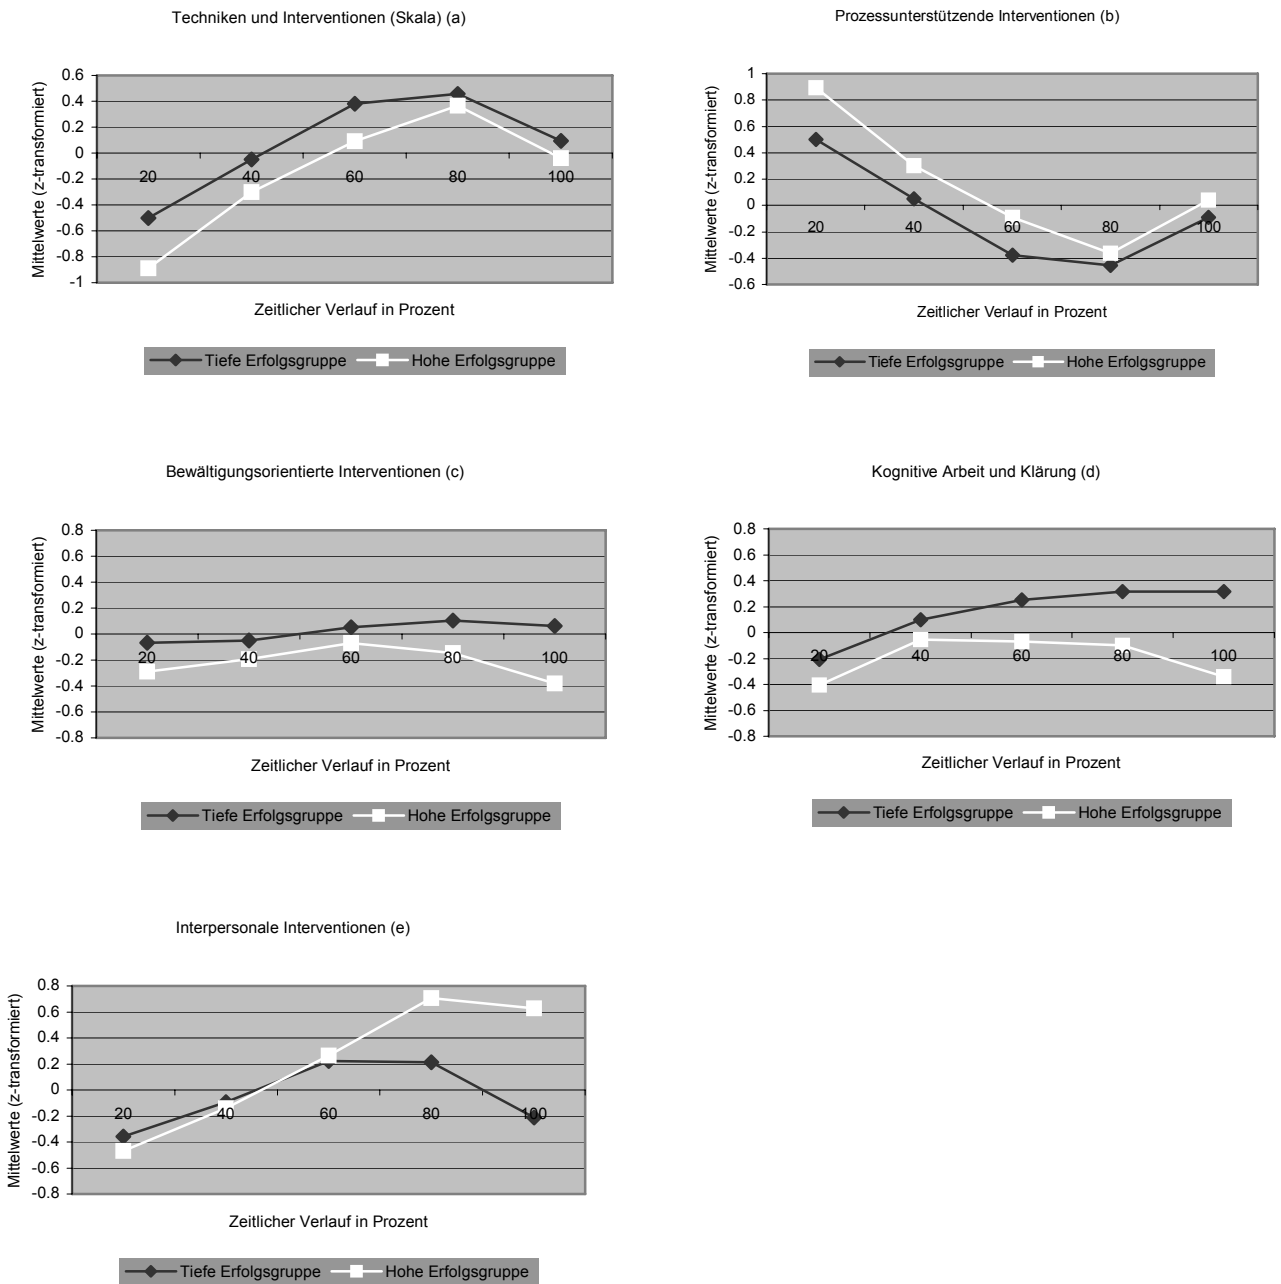 Techniken und Interventionen (Skala) (a)
Mittelwerte (z-transformiert)
0.6
0.4
0.2
0
-0.2
-0.4
-0.6
-0.8
-1
20 40 60 80 100
Zeitlicher Verlauf in Prozent
Tiefe Erfolgsgruppe Hohe Erfolgsgruppe
Prozessunterstützende Interventionen (b)
Mittelwerte (z-transformiert)
1
0.8
0.6
0.4
0.2
0
-0.2
-0.4
-0.6
20 40 60 80 100
Zeitlicher Verlauf in Prozent
Tiefe Erfolgsgruppe Hohe Erfolgsgruppe
Bewältigungsorientierte Interventionen (c)
Mittelwerte (z-transformiert)
0.8
0.6
0.4
0.2
0
-0.2
-0.4
-0.6
-0.8
20 40 60 80 100
Zeitlicher Verlauf in Prozent
Tiefe Erfolgsgruppe Hohe Erfolgsgruppe
Kognitive Arbeit und Klärung (d)
Mittelwerte (z-transformiert)
0.8
0.6
0.4
0.2
0
-0.2
-0.4
-0.6
-0.8
20 40 60 80 100
Zeitlicher Verlauf in Prozent
Tiefe Erfolgsgruppe Hohe Erfolgsgruppe
Interpersonale Interventionen (e)
Mittelwerte (z-transformiert)
0.8
0.6
0.4
0.2
0
-0.2
-0.4
-0.6
-0.8
20 40 60 80 100
Zeitlicher Verlauf in Prozent
Tiefe Erfolgsgruppe Hohe Erfolgsgruppe